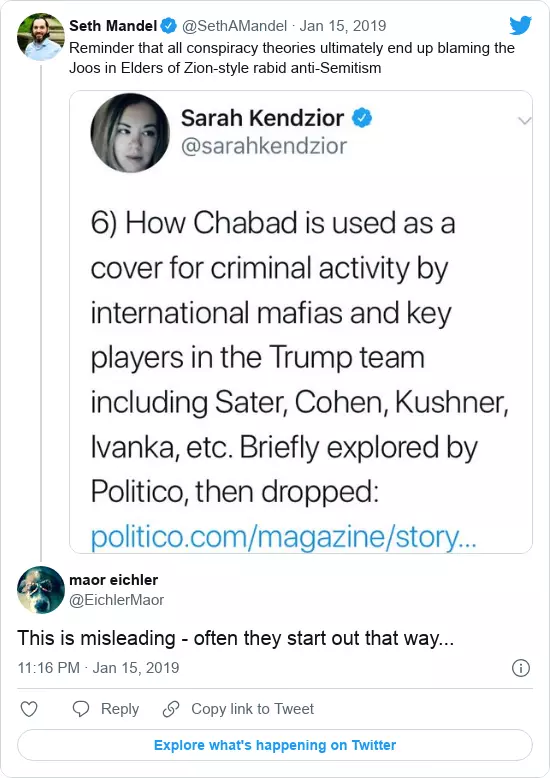 Seth Mandel @SethAMandel · Jan 15, 2019
Reminder that all conspiracy theories ultimately end up blaming the
Joos in Elders of Zion-style rabid anti-Semitism
Sarah Kendzior
@sarahkendzior
6) How Chabad is used as a
cover for criminal activity by
international mafias and key
players in the Trump team
including Sater, Cohen, Kushner,
Ivanka, etc. Briefly explored by
Politico, then dropped:
politico.com/magazine/story...
maor eichler
@EichlerMaor
This is misleading - often they start out that way...
11:16 PM · Jan 15, 2019
Reply
Copy link to Tweet
Explore what's happening on Twitter